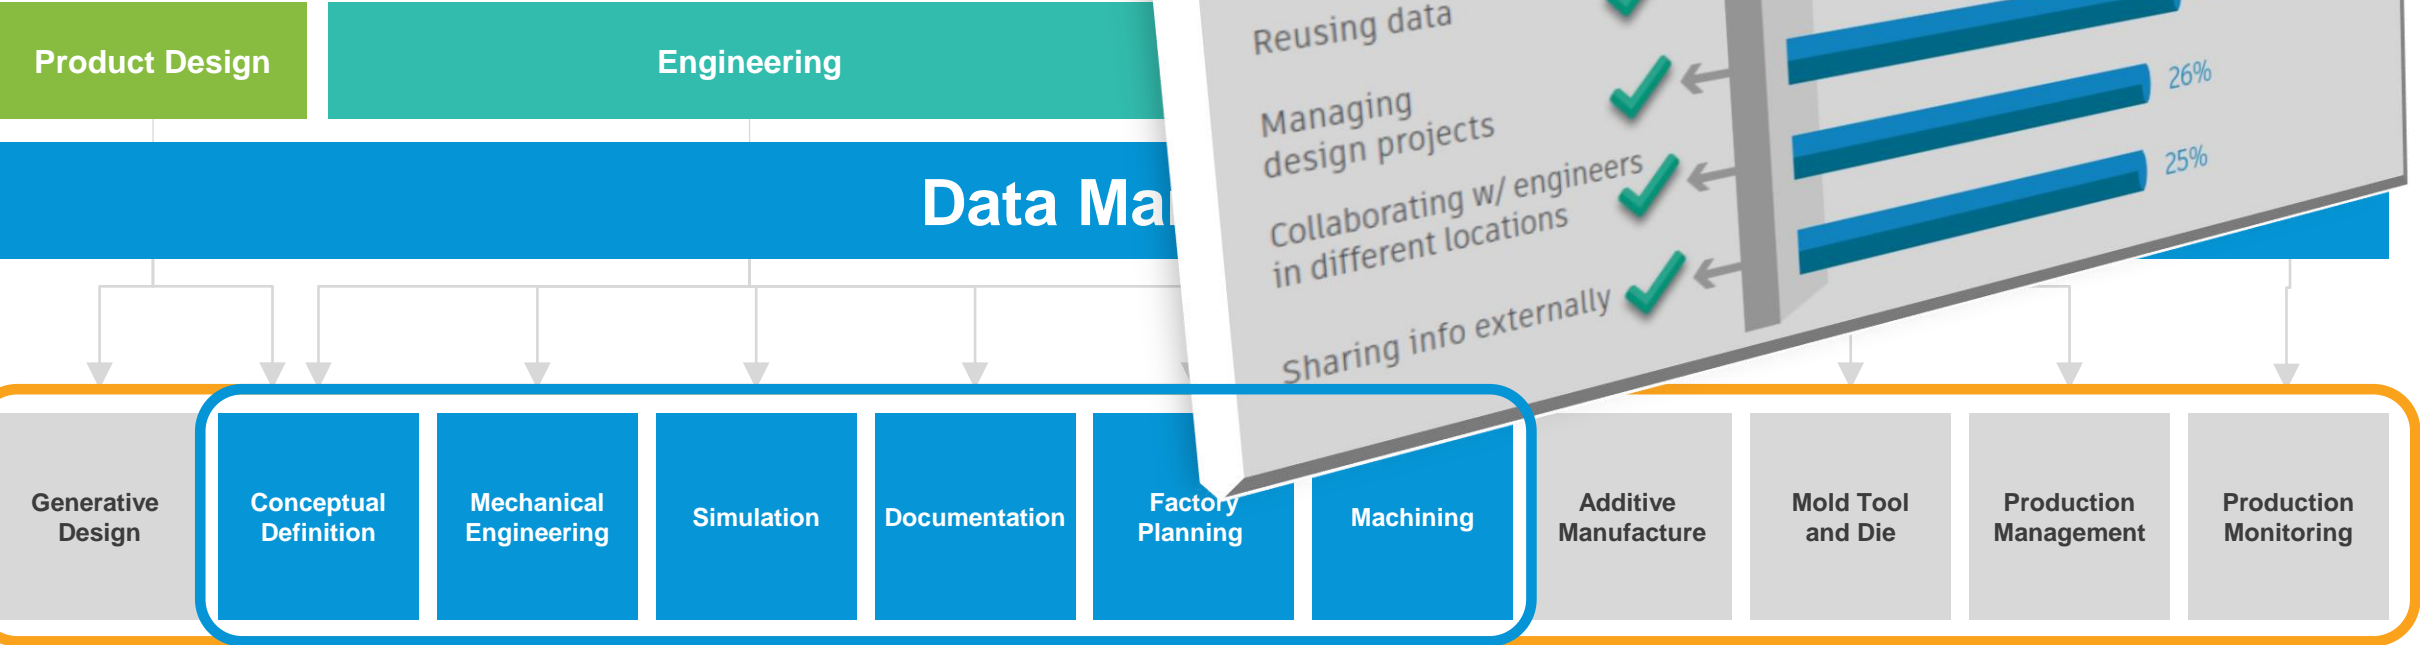 Product Design
Engineering
Data Ma
Reusing data
Managing
design projects
Collaborating w/ engineers
in different locations
Sharing info externally
26%
25%
Generative
Design
Conceptual
Definition
Mechanical
Engineering
Simulation
Documentation
Factory
Planning
Machining
Additive
Manufacture
Mold Tool
and Die
Production
Management
Production
Monitoring